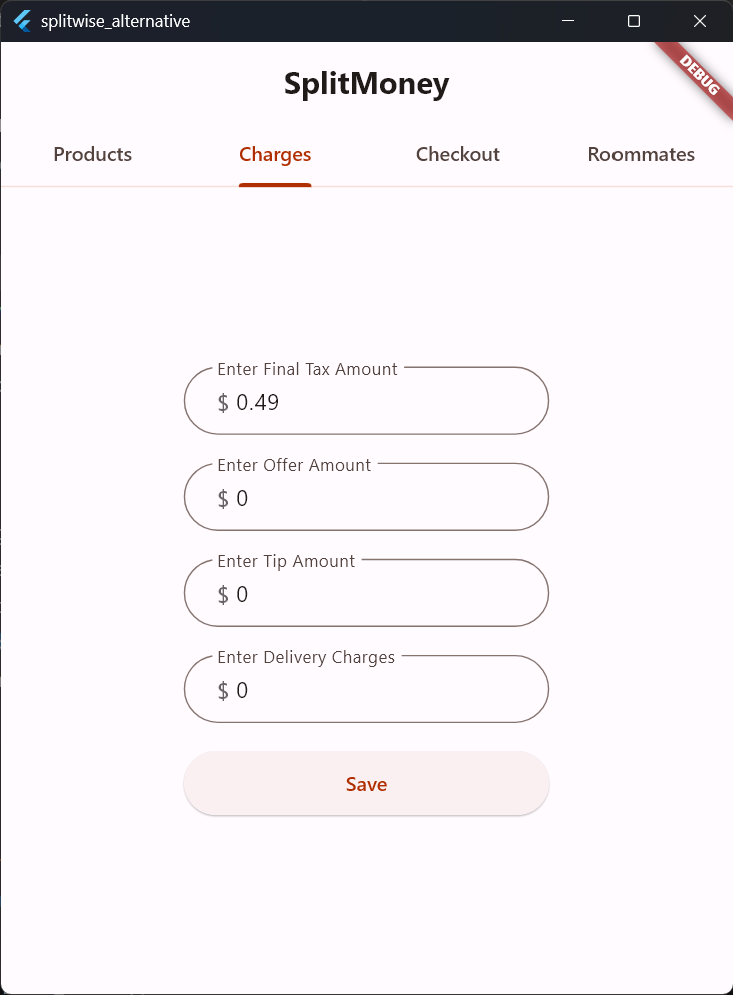 splitwise_alternative
DEBUG
SplitMoney
Products Charges Checkout Roommates
Enter Final Tax Amount
$ 0.49
Enter Offer Amount
$ 0
Enter Tip Amount
$ 0
Enter Delivery Charges
$ 0
Save